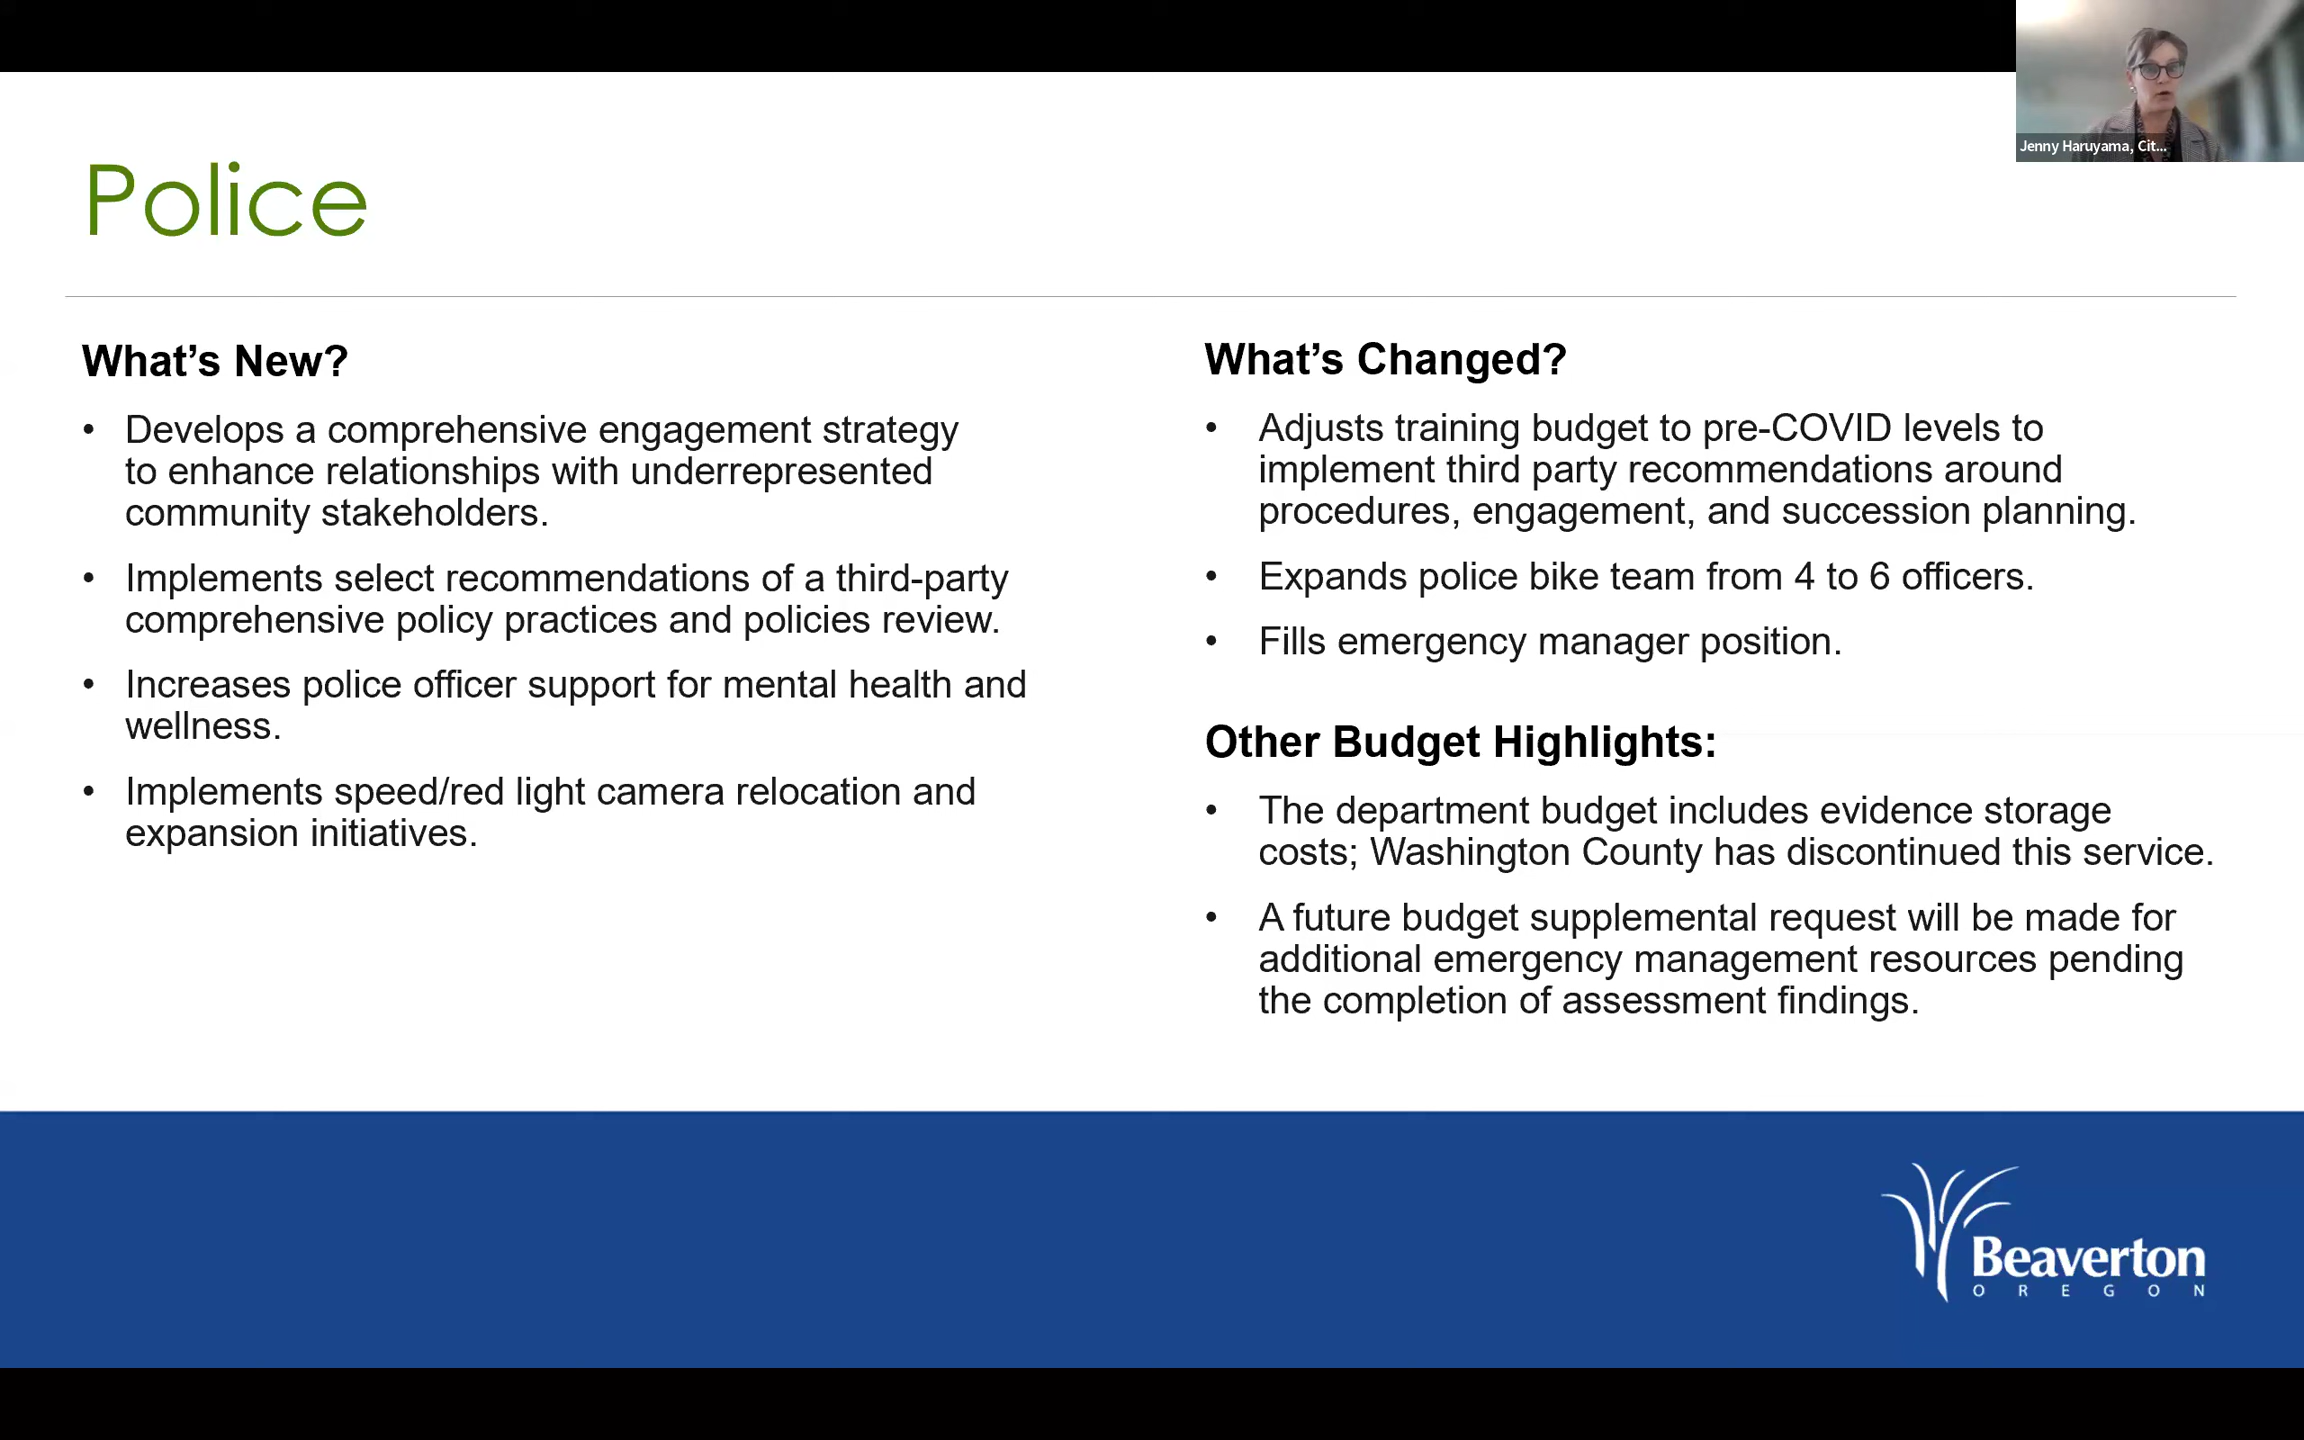 Jenny Haruyama, Cit...
Police
What’s New?
• Develops a comprehensive engagement strategy
to enhance relationships with underrepresented
community stakeholders.
• Implements select recommendations of a third-party
comprehensive policy practices and policies review.
• Increases police officer support for mental health and
wellness.
• Implements speed/red light camera relocation and
expansion initiatives.
What’s Changed?
• Adjusts training budget to pre-COVID levels to
implement third party recommendations around
procedures, engagement, and succession planning.
• Expands police bike team from 4 to 6 officers.
• Fills emergency manager position.
Other Budget Highlights:
• The department budget includes evidence storage
costs; Washington County has discontinued this service.
• A future budget supplemental request will be made for
additional emergency management resources pending
the completion of assessment findings.
Beaverton
OREGON